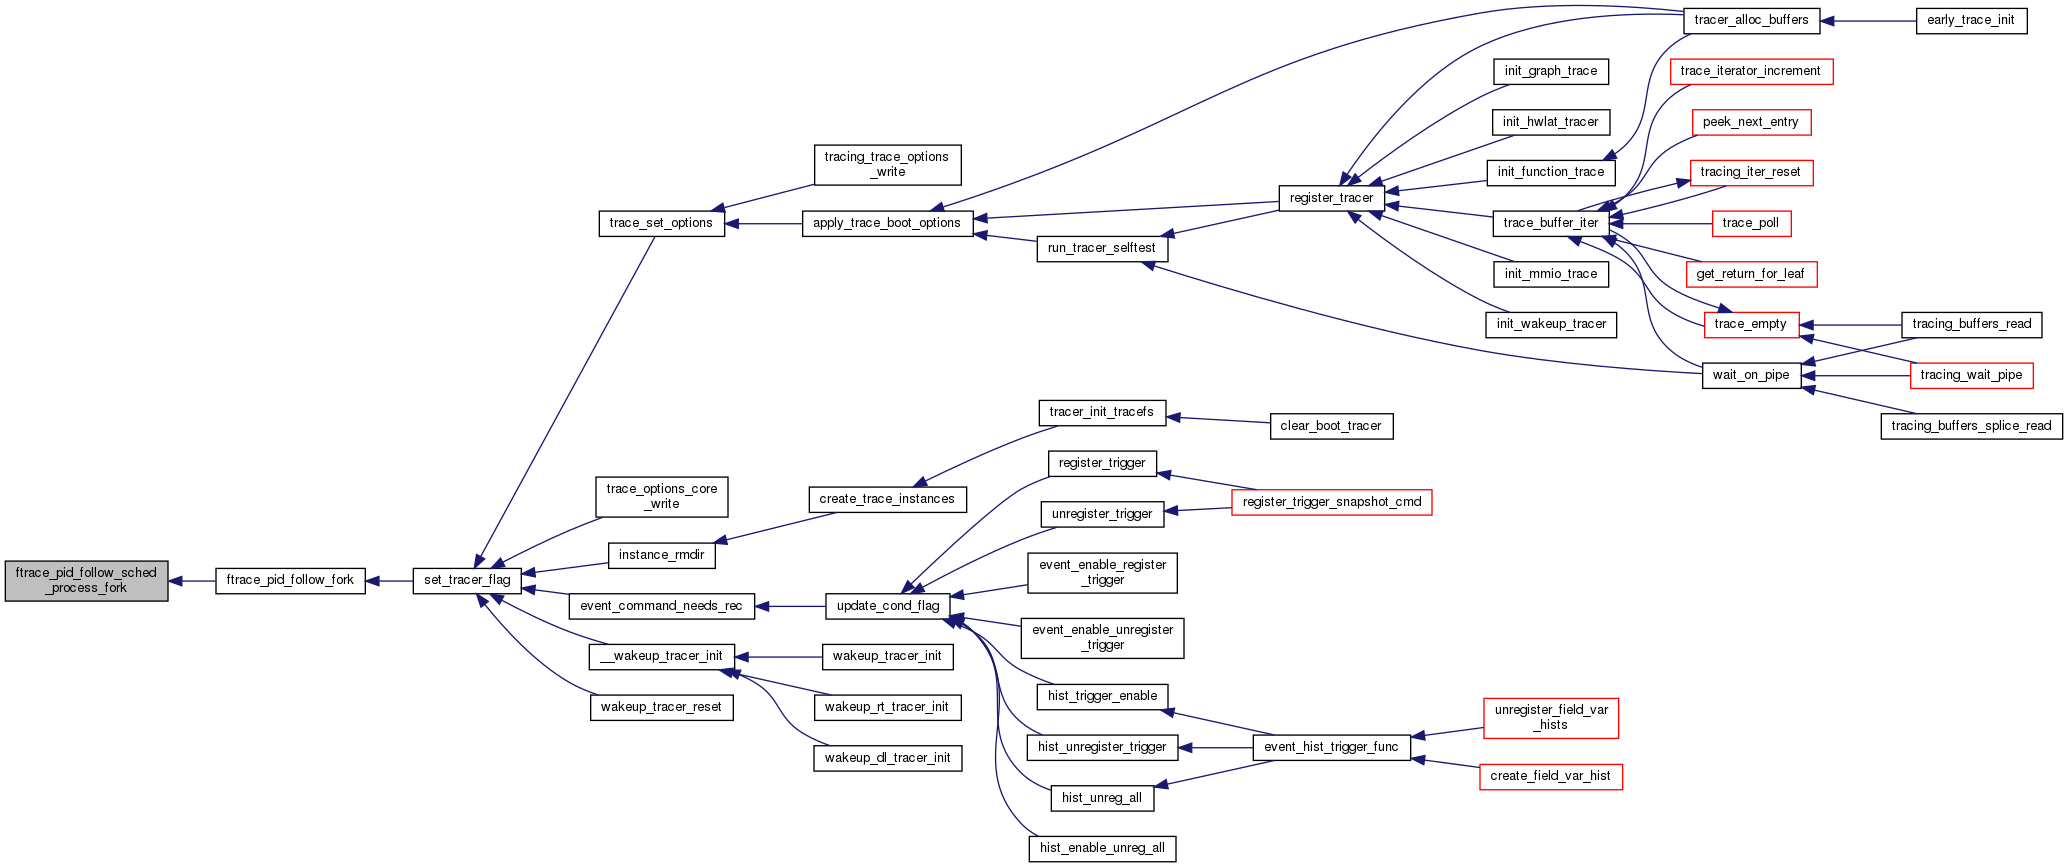 tracer_alloc_buffers
early_trace_init
init_graph_trace
trace_iterator_increment
init_hwlat_tracer
peek_next_entry
tracing_trace_options
_write
init_function_trace
tracing_iter_reset
register_tracer
trace_set_options
apply_trace_boot_options
trace_buffer_iter
trace_poll
run_tracer_selftest
init_mmio_trace
get_return_for_leaf
init_wakeup_tracer
trace_empty
tracing_buffers_read
wait_on_pipe
tracing_wait_pipe
tracer_init_tracefs
clear_boot_tracer
tracing_buffers_splice_read
register_trigger
trace_options_core
_write
create_trace_instances
register_trigger_snapshot_cmd
unregister_trigger
instance_rmdir
event_enable_register
_trigger
ftrace_pid_follow_sched
_process_fork
ftrace_pid_follow_fork
set_tracer_flag
event_command_needs_rec
update_cond_flag
event_enable_unregister
_trigger
__wakeup_tracer_init
wakeup_tracer_init
hist_trigger_enable
wakeup_tracer_reset
wakeup_rt_tracer_init
unregister_field_var
_hists
hist_unregister_trigger
event_hist_trigger_func
wakeup_dl_tracer_init
create_field_var_hist
hist_unreg_all
hist_enable_unreg_all